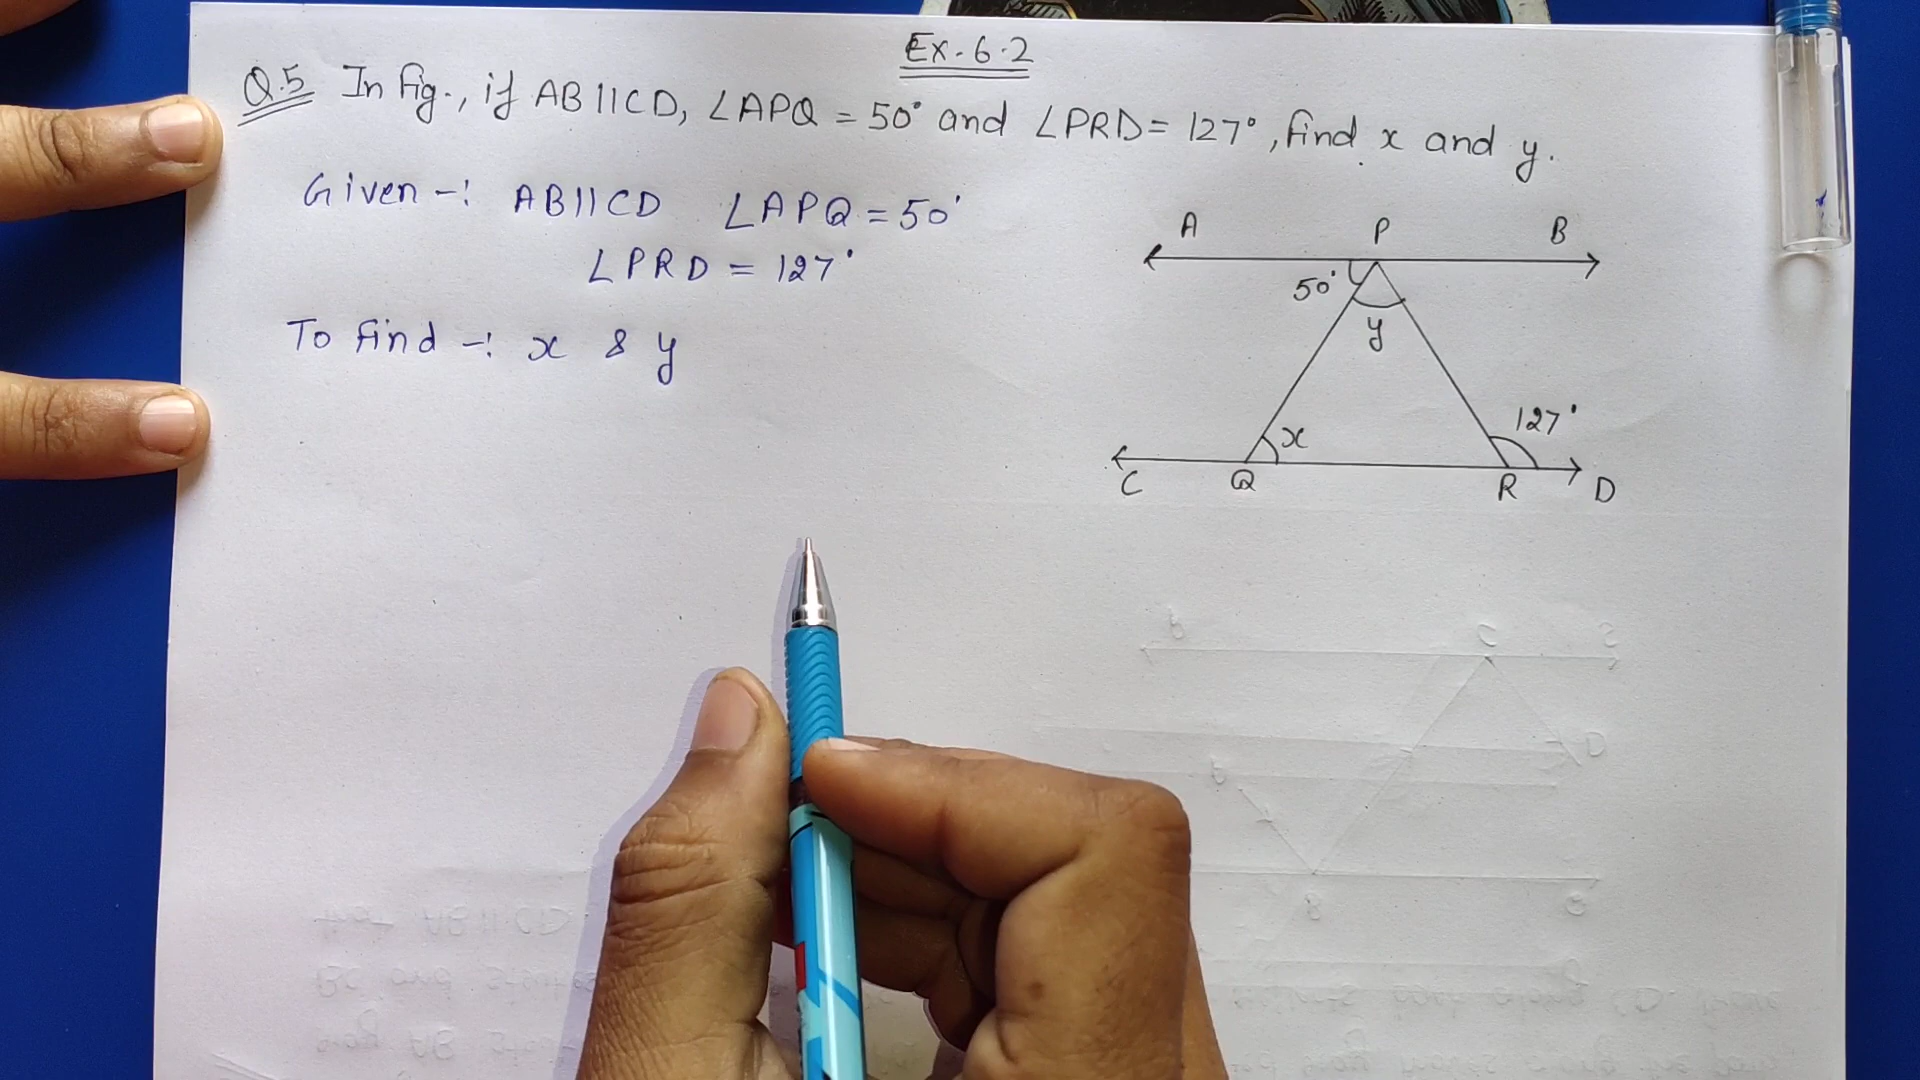 Ex. 6.2
Q.5 In fig., if AB||CD, ∠APQ = 50° and ∠PRD = 127°, find x and y.
Given -: AB||CD ∠APQ = 50°
∠PRD = 127°
To find -: x & y
A P B
50°
y
127°
x
C Q R D